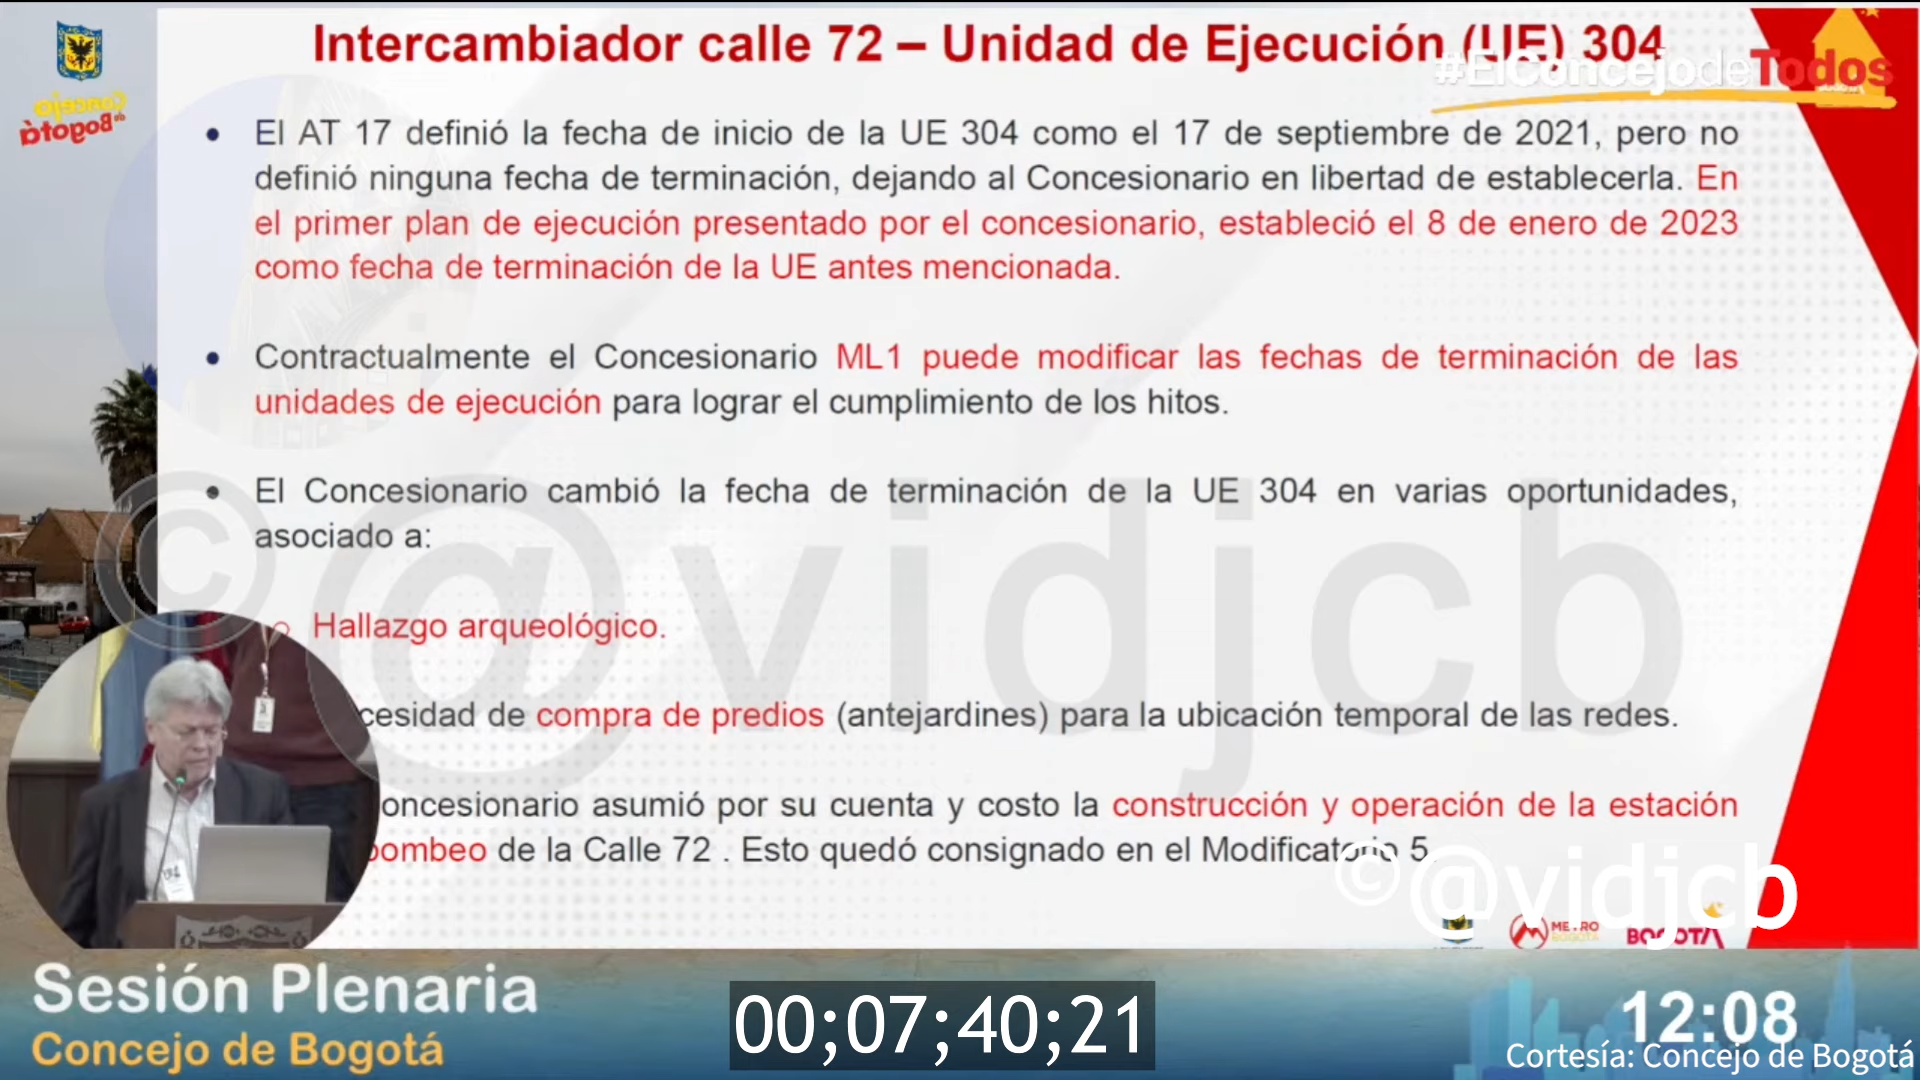 Intercambiador calle 72 – Unidad de Ejecución (UE) 304
#ElConcejodeTodos
Concejo
de Bogotá
• El AT 17 definió la fecha de inicio de la UE 304 como el 17 de septiembre de 2021, pero no
definió ninguna fecha de terminación, dejando al Concesionario en libertad de establecerla. En
el primer plan de ejecución presentado por el concesionario, estableció el 8 de enero de 2023
como fecha de terminación de la UE antes mencionada.
• Contractualmente el Concesionario ML1 puede modificar las fechas de terminación de las
unidades de ejecución para lograr el cumplimiento de los hitos.
• El Concesionario cambió la fecha de terminación de la UE 304 en varias oportunidades,
asociado a:
○ Hallazgo arqueológico.
cesidad de compra de predios (antejardines) para la ubicación temporal de las redes.
oncesionario asumió por su cuenta y costo la construcción y operación de la estación
bombeo de la Calle 72 . Esto quedó consignado en el Modificatorio 5.
©@vidjcb
©@vidjcb
METRO
BOGOTÁ
BOGOTÁ
Sesión Plenaria
Concejo de Bogotá
00;07;40;21
12:08
Cortesía: Concejo de Bogotá